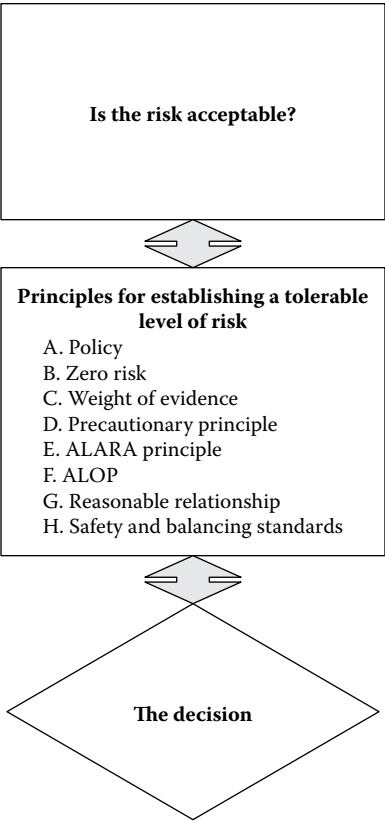 Is the risk acceptable?
Principles for establishing a tolerable
level of risk
A. Policy
B. Zero risk
C. Weight of evidence
D. Precautionary principle
E. ALARA principle
F. ALOP
G. Reasonable relationship
H. Safety and balancing standards
The decision